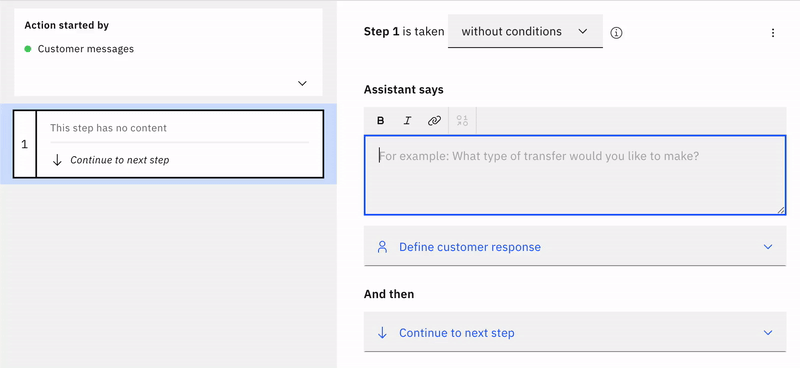 Action started by
Customer messages
1
This step has no content
Continue to next step
Step 1 is taken without conditions
Assistant says
B I
For example: What type of transfer would you like to make?
Define customer response
And then
Continue to next step